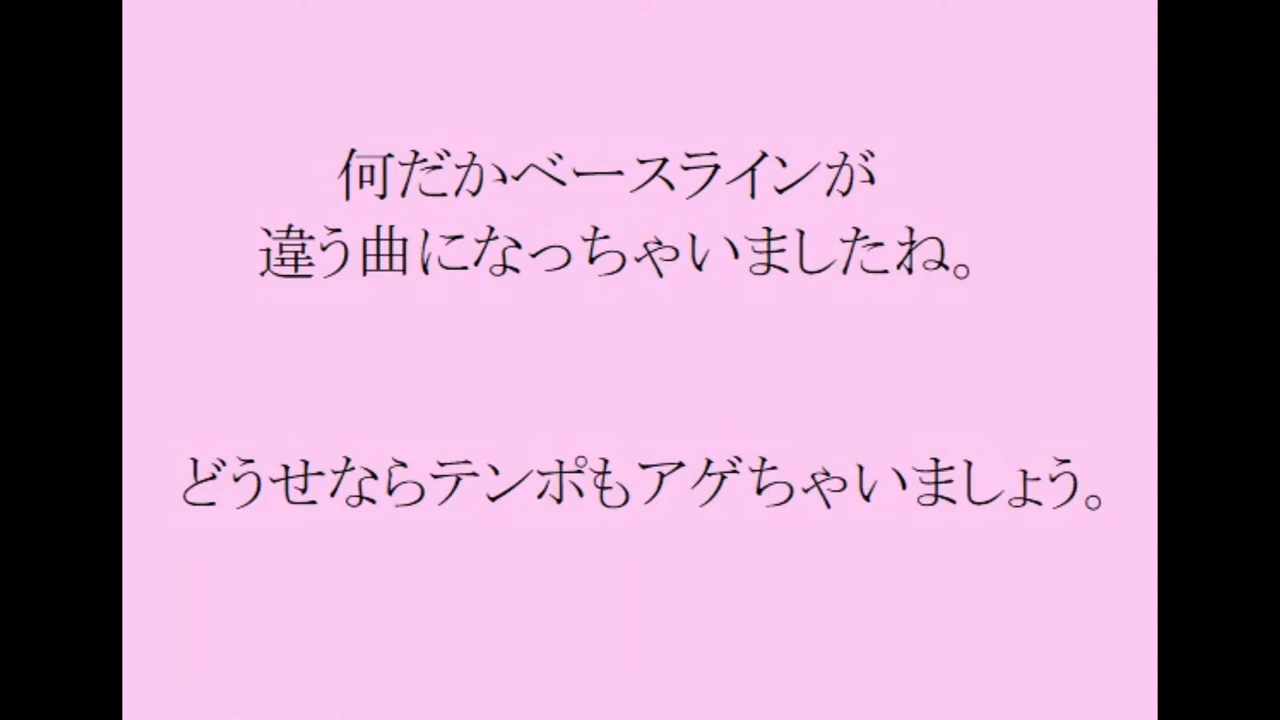 何だかベースラインが
違う曲になっちゃいましたね。
どうせならテンポもアゲちゃいましょう。